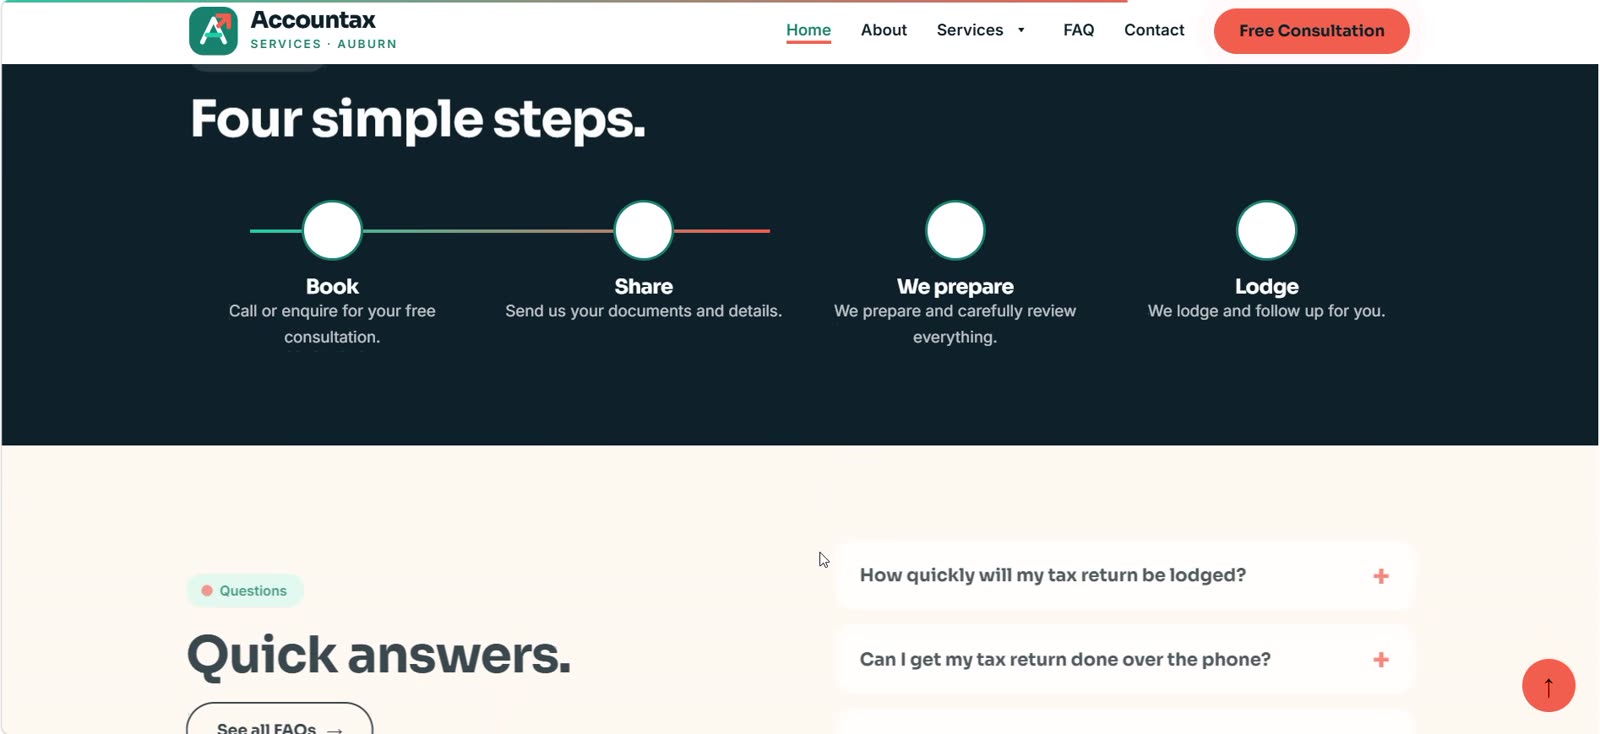 Accountax
SERVICES · AUBURN
Home About Services ▾ FAQ Contact Free Consultation
Four simple steps.
Book
Call or enquire for your free
consultation.
Share
Send us your documents and details.
We prepare
We prepare and carefully review
everything.
Lodge
We lodge and follow up for you.
Questions
Quick answers.
See all FAQs →
How quickly will my tax return be lodged? +
Can I get my tax return done over the phone? +
↑